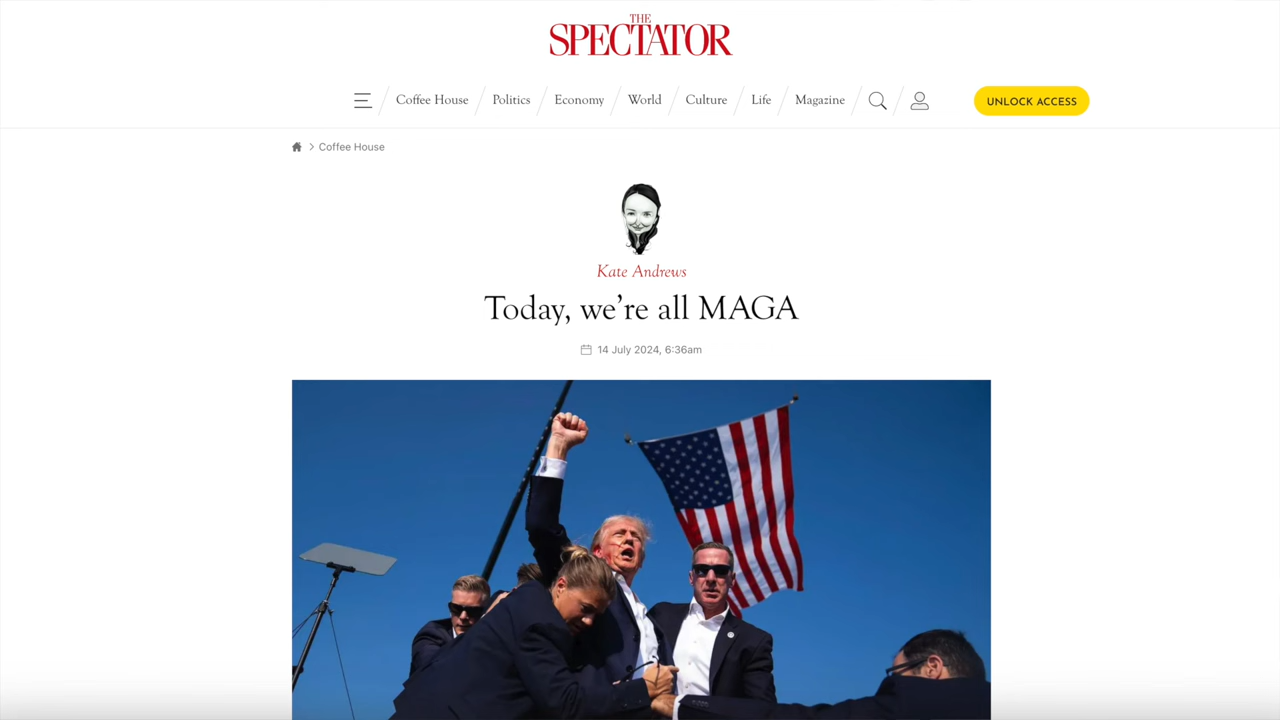 THE
SPECTATOR
Coffee House
Politics
Economy
World
Culture
Life
Magazine
UNLOCK ACCESS
Coffee House
Kate Andrews
Today, we're all MAGA
14 July 2024, 6:36am